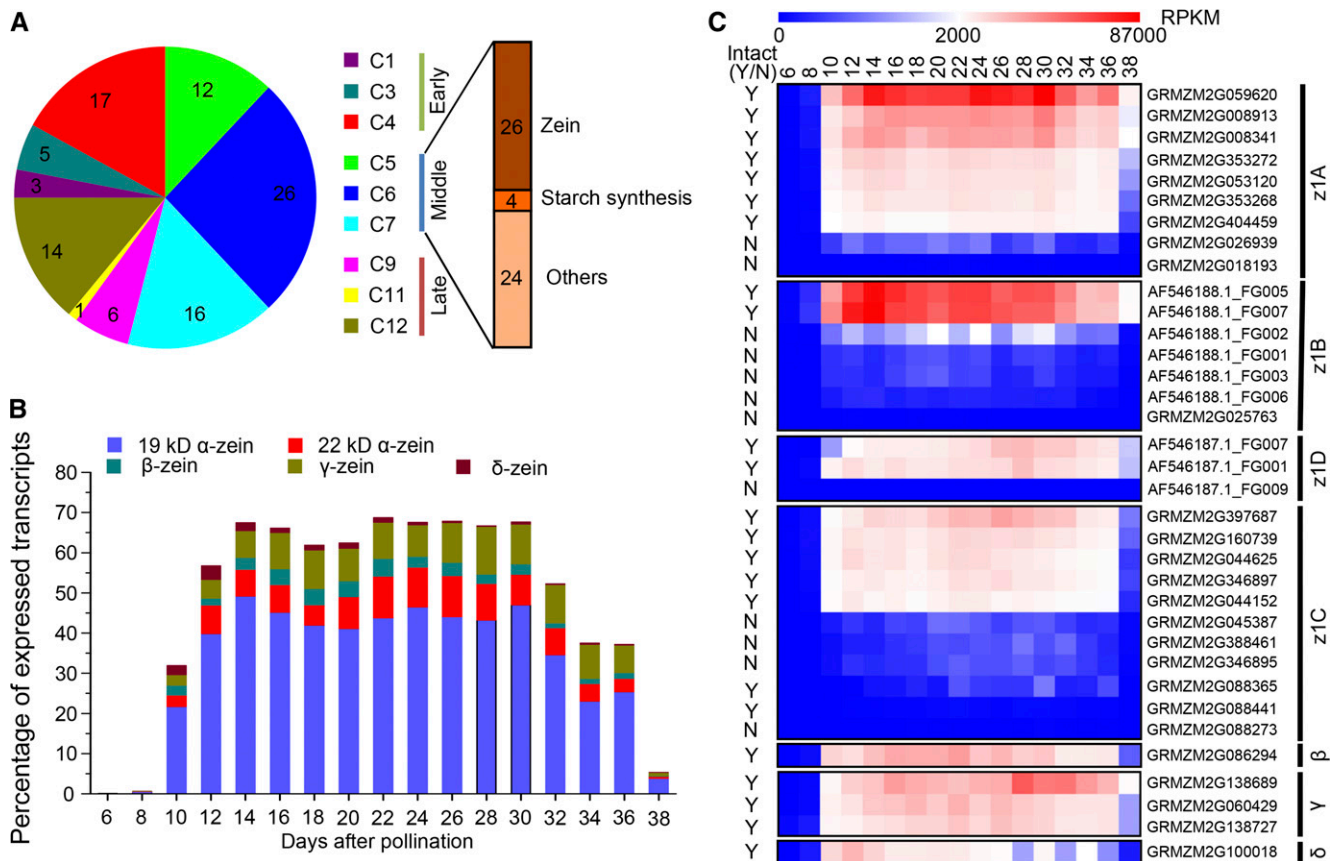 A
17
12
5
3
26
14
1
6
16
C1
C3
C4
C5
C6
C7
C9
C11
C12
Early
Middle
Late
26
4
24
Zein
Starch synthesis
Others
B
19 kD α-zein
22 kD α-zein
β-zein
γ-zein
δ-zein
Percentage of expressed transcripts
80
70
60
50
40
30
20
10
0
6 8 10 12 14 16 18 20 22 24 26 28 30 32 34 36 38
Days after pollination
C
RPKM
0 2000 87000
Intact
(Y/N)
6 8 10 12 14 16 18 20 22 24 26 28 30 32 34 36 38
Y GRMZM2G059620
Y GRMZM2G008913
Y GRMZM2G008341
Y GRMZM2G353272
Y GRMZM2G053120
Y GRMZM2G353268
Y GRMZM2G404459
N GRMZM2G026939
N GRMZM2G018193
z1A
Y AF546188.1_FG005
Y AF546188.1_FG007
N AF546188.1_FG002
N AF546188.1_FG001
N AF546188.1_FG003
N AF546188.1_FG006
N GRMZM2G025763
z1B
Y AF546187.1_FG007
Y AF546187.1_FG001
N AF546187.1_FG009
z1D
Y GRMZM2G397687
Y GRMZM2G160739
Y GRMZM2G044625
Y GRMZM2G346897
Y GRMZM2G044152
N GRMZM2G045387
N GRMZM2G388461
N GRMZM2G346895
Y GRMZM2G088365
Y GRMZM2G088441
N GRMZM2G088273
z1C
Y GRMZM2G086294
β
Y GRMZM2G138689
Y GRMZM2G060429
Y GRMZM2G138727
γ
Y GRMZM2G100018
δ